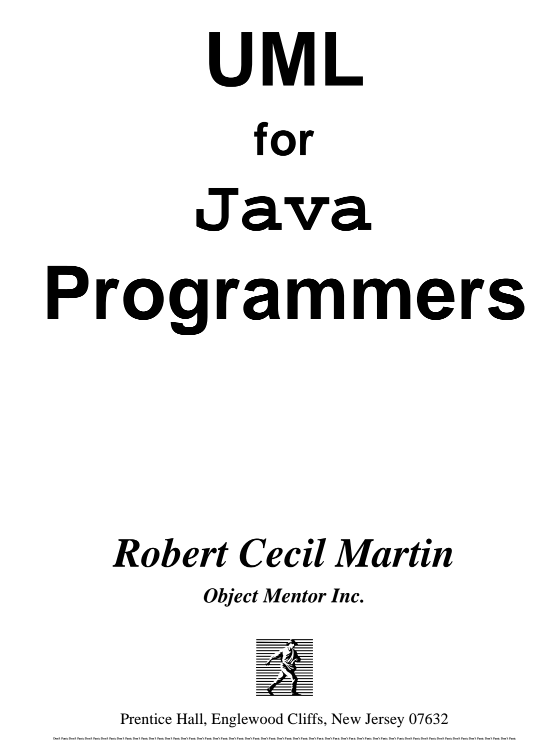 UML
for
Java
Programmers
Robert Cecil Martin
Object Mentor Inc.
Prentice Hall, Englewood Cliffs, New Jersey 07632